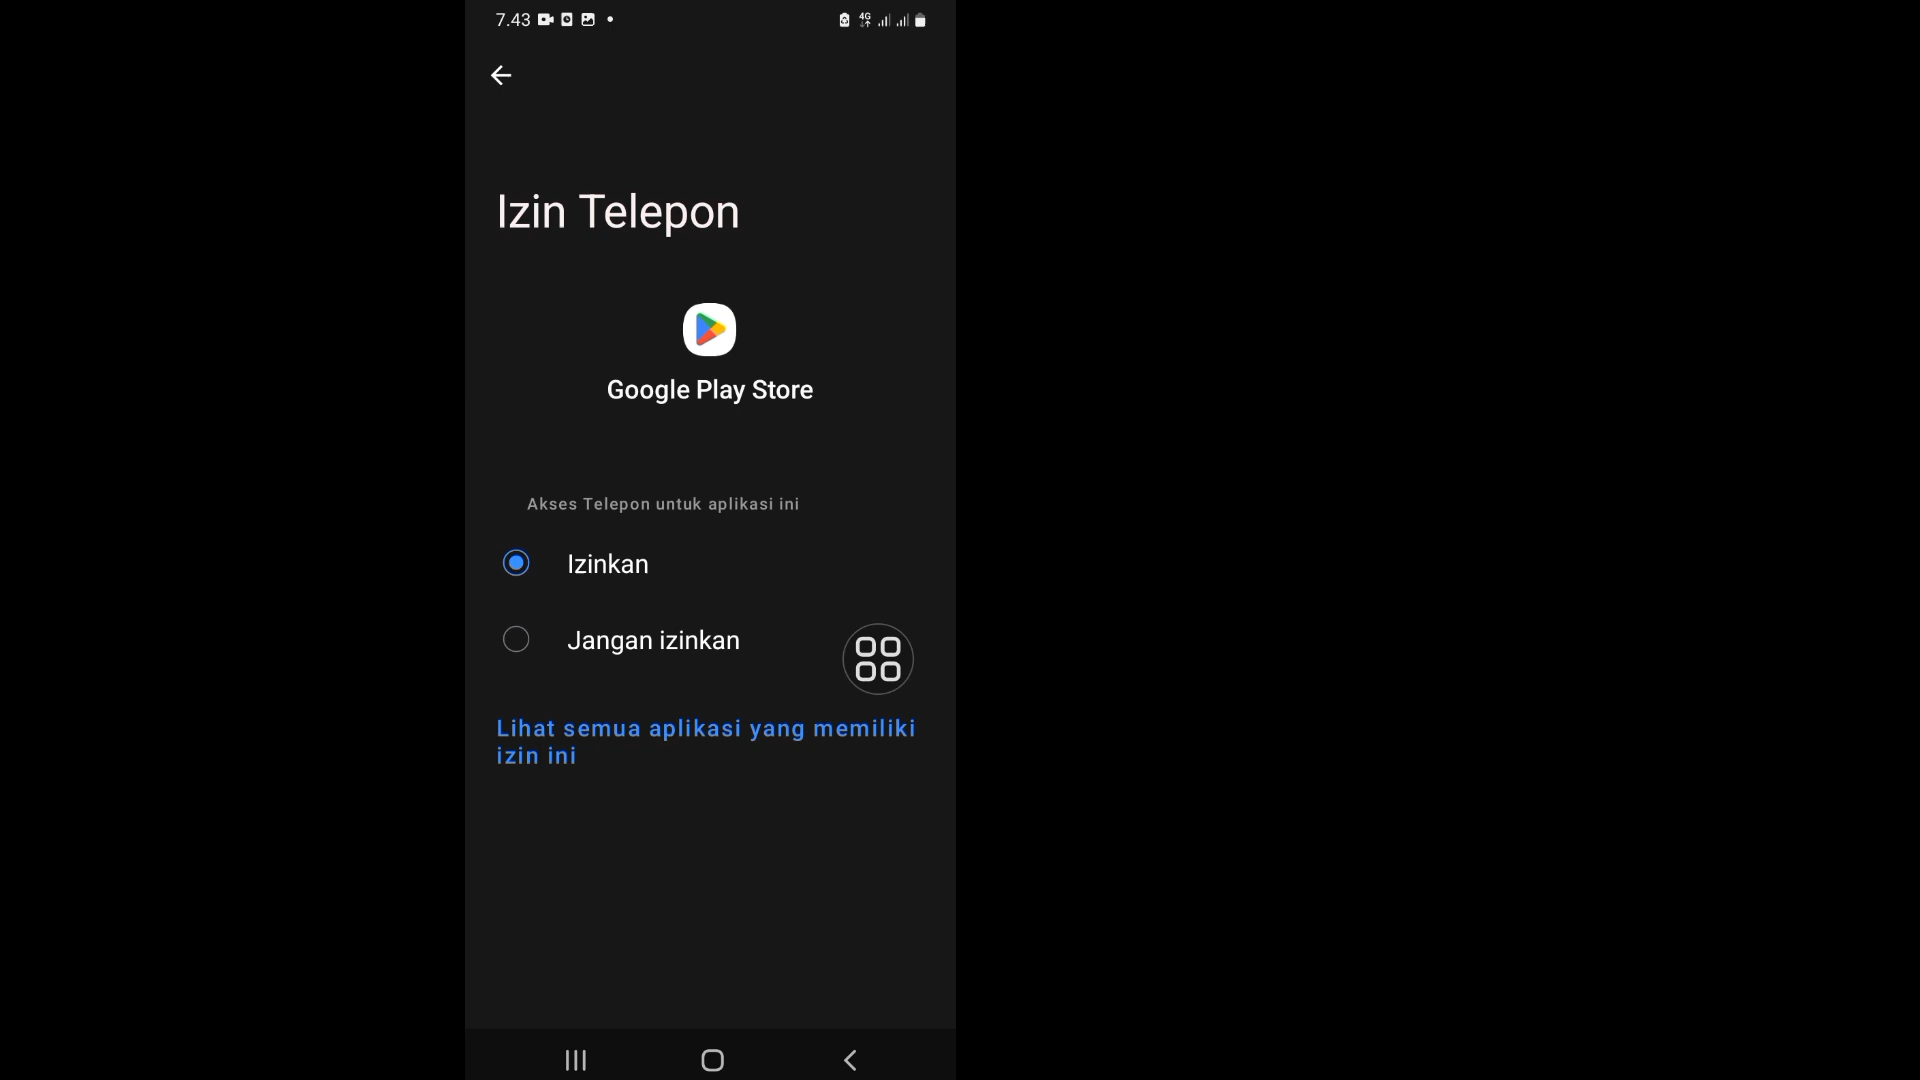 7.43
4G
Izin Telepon
Google Play Store
Akses Telepon untuk aplikasi ini
Izinkan
Jangan izinkan
Lihat semua aplikasi yang memiliki
izin ini